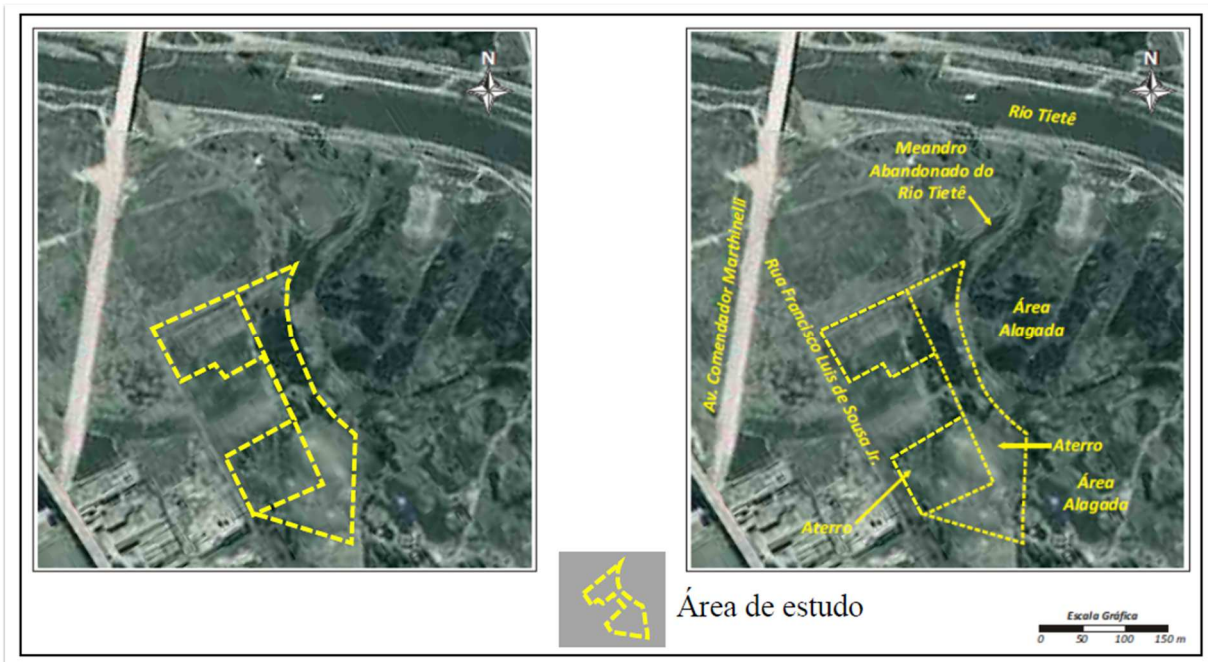 N
N
Rio Tietê
Meandro
Abandonado do
Rio Tietê
Av. Comendador Marthinelli
Rua Francisco Luis de Sousa Jr.
Área
Alagada
Aterro
Área
Alagada
Aterro
Área de estudo
Escala Gráfica
0 50 100 150 m